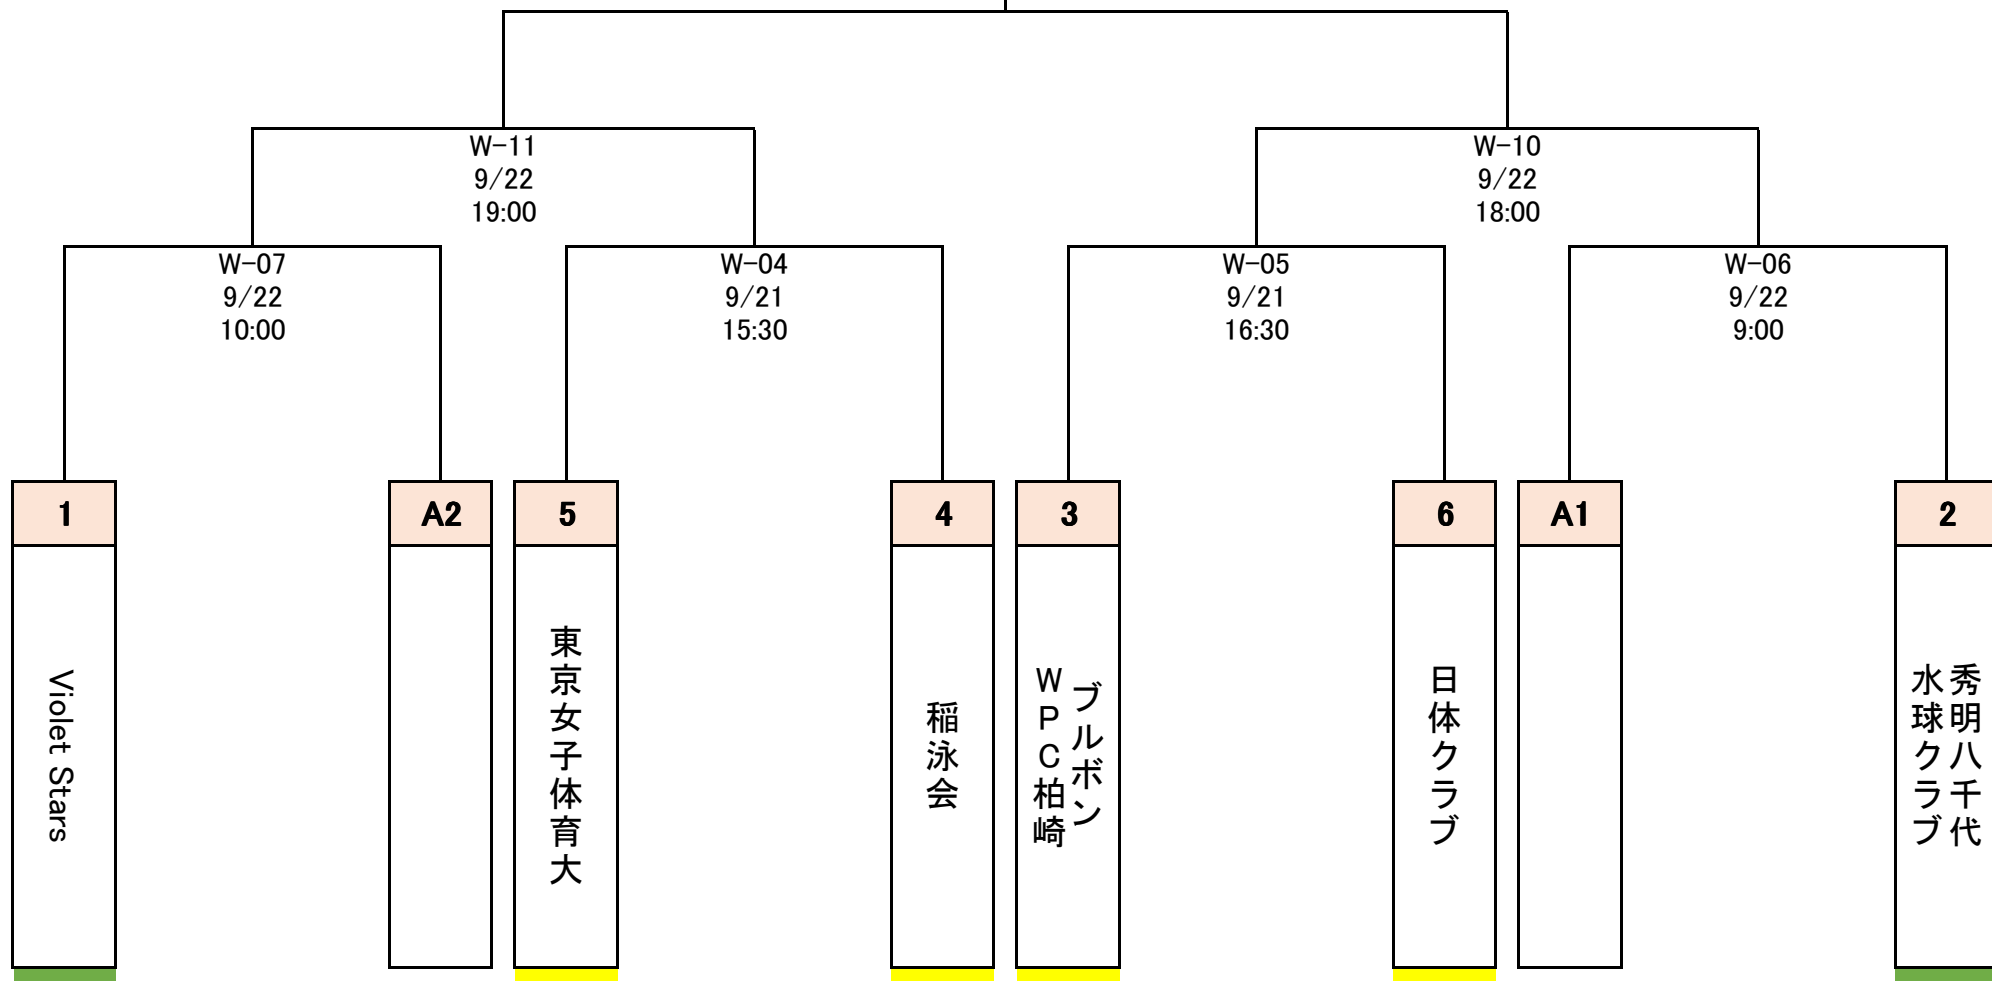 W-11
9/22
19:00
W-10
9/22
18:00
W-07
9/22
10:00
W-04
9/21
15:30
W-05
9/21
16:30
W-06
9/22
9:00
1
A2
5
4
3
6
A1
2
Violet Stars
東京女子体育大
稲泳会
ブルボン
ＷＰＣ柏崎
日体クラブ
秀明八千代
水球クラブ